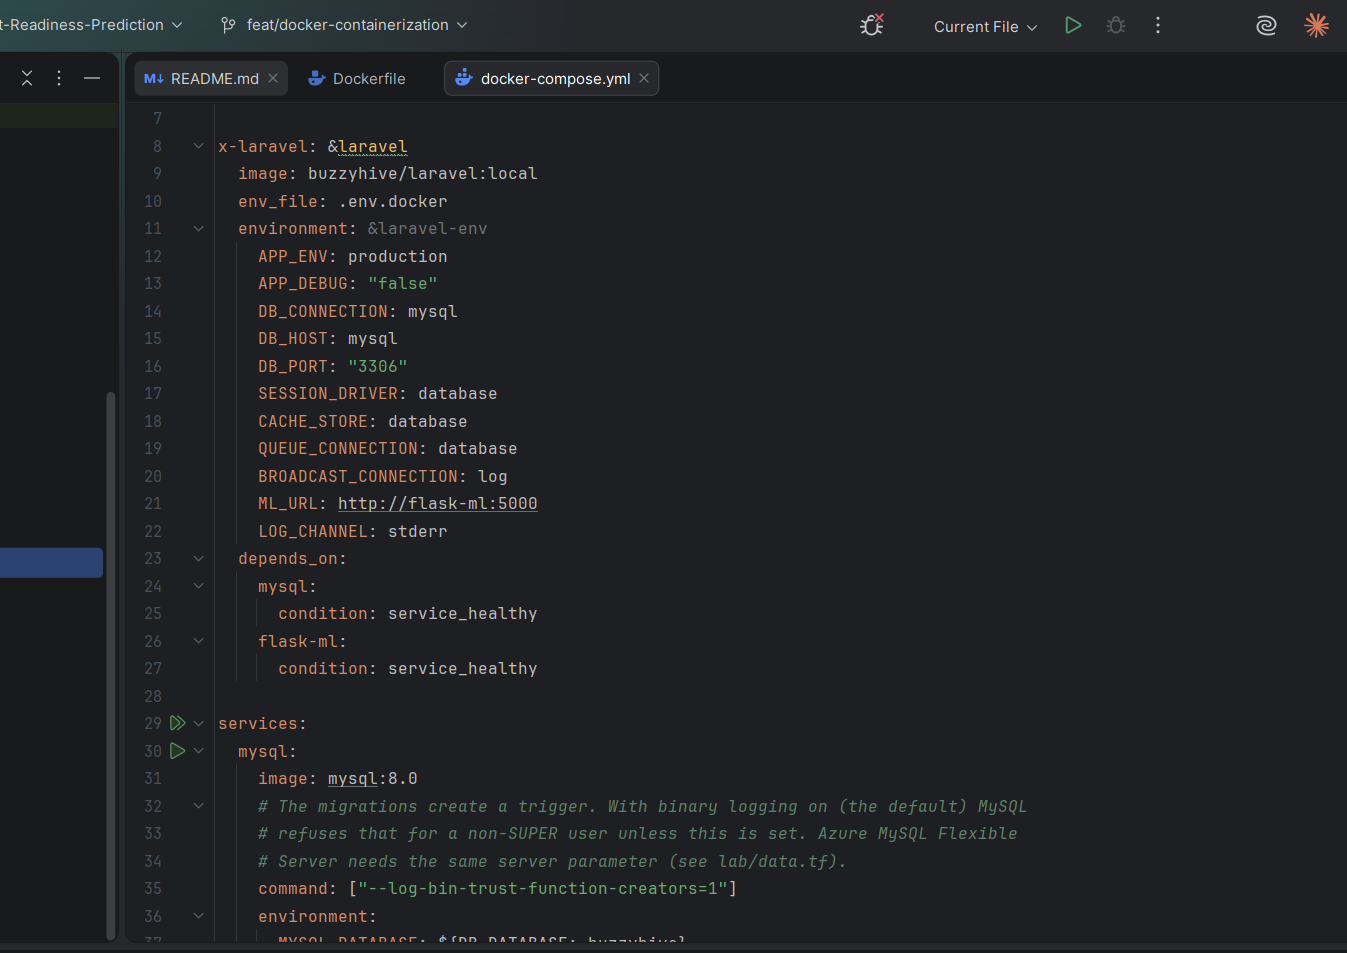 t-Readiness-Prediction
feat/docker-containerization
Current File
README.md
Dockerfile
docker-compose.yml
7
8 x-laravel: &laravel
9 image: buzzyhive/laravel:local
10 env_file: .env.docker
11 environment: &laravel-env
12 APP_ENV: production
13 APP_DEBUG: "false"
14 DB_CONNECTION: mysql
15 DB_HOST: mysql
16 DB_PORT: "3306"
17 SESSION_DRIVER: database
18 CACHE_STORE: database
19 QUEUE_CONNECTION: database
20 BROADCAST_CONNECTION: log
21 ML_URL: http://flask-ml:5000
22 LOG_CHANNEL: stderr
23 depends_on:
24 mysql:
25 condition: service_healthy
26 flask-ml:
27 condition: service_healthy
28
29 services:
30 mysql:
31 image: mysql:8.0
32 # The migrations create a trigger. With binary logging on (the default) MySQL
33 # refuses that for a non-SUPER user unless this is set. Azure MySQL Flexible
34 # Server needs the same server parameter (see lab/data.tf).
35 command: ["--log-bin-trust-function-creators=1"]
36 environment:
37 MYSQL_DATABASE: